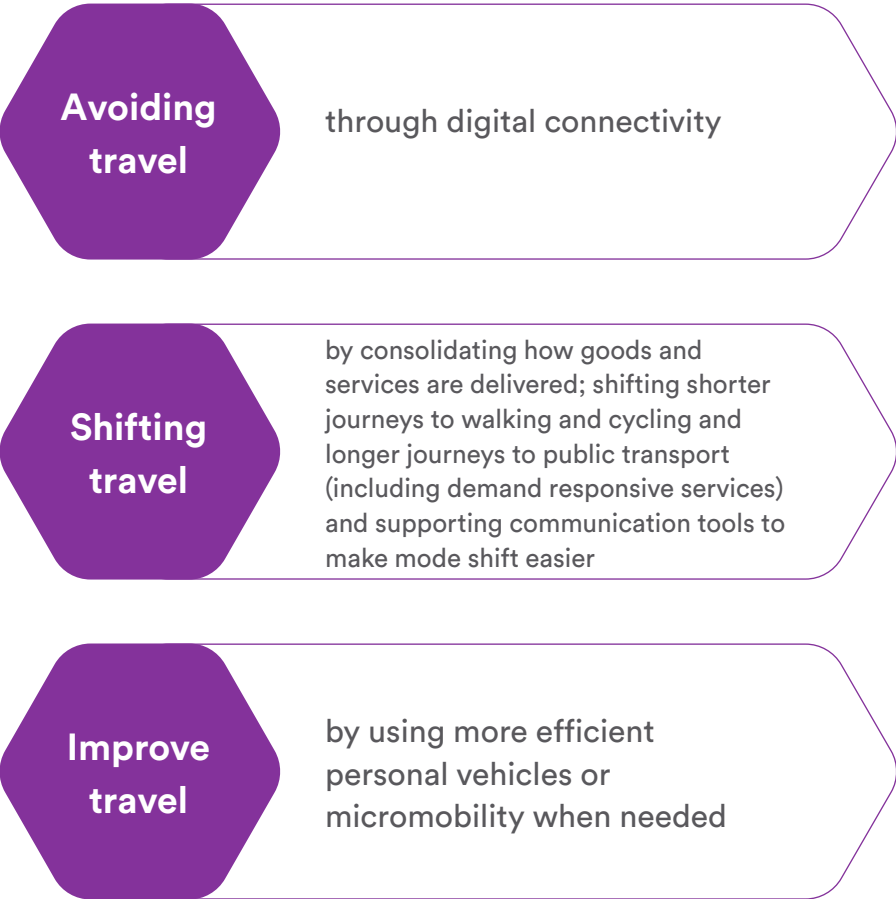 Avoiding
travel
through digital connectivity
Shifting
travel
by consolidating how goods and
services are delivered; shifting shorter
journeys to walking and cycling and
longer journeys to public transport
(including demand responsive services)
and supporting communication tools to
make mode shift easier
Improve
travel
by using more efficient
personal vehicles or
micromobility when needed